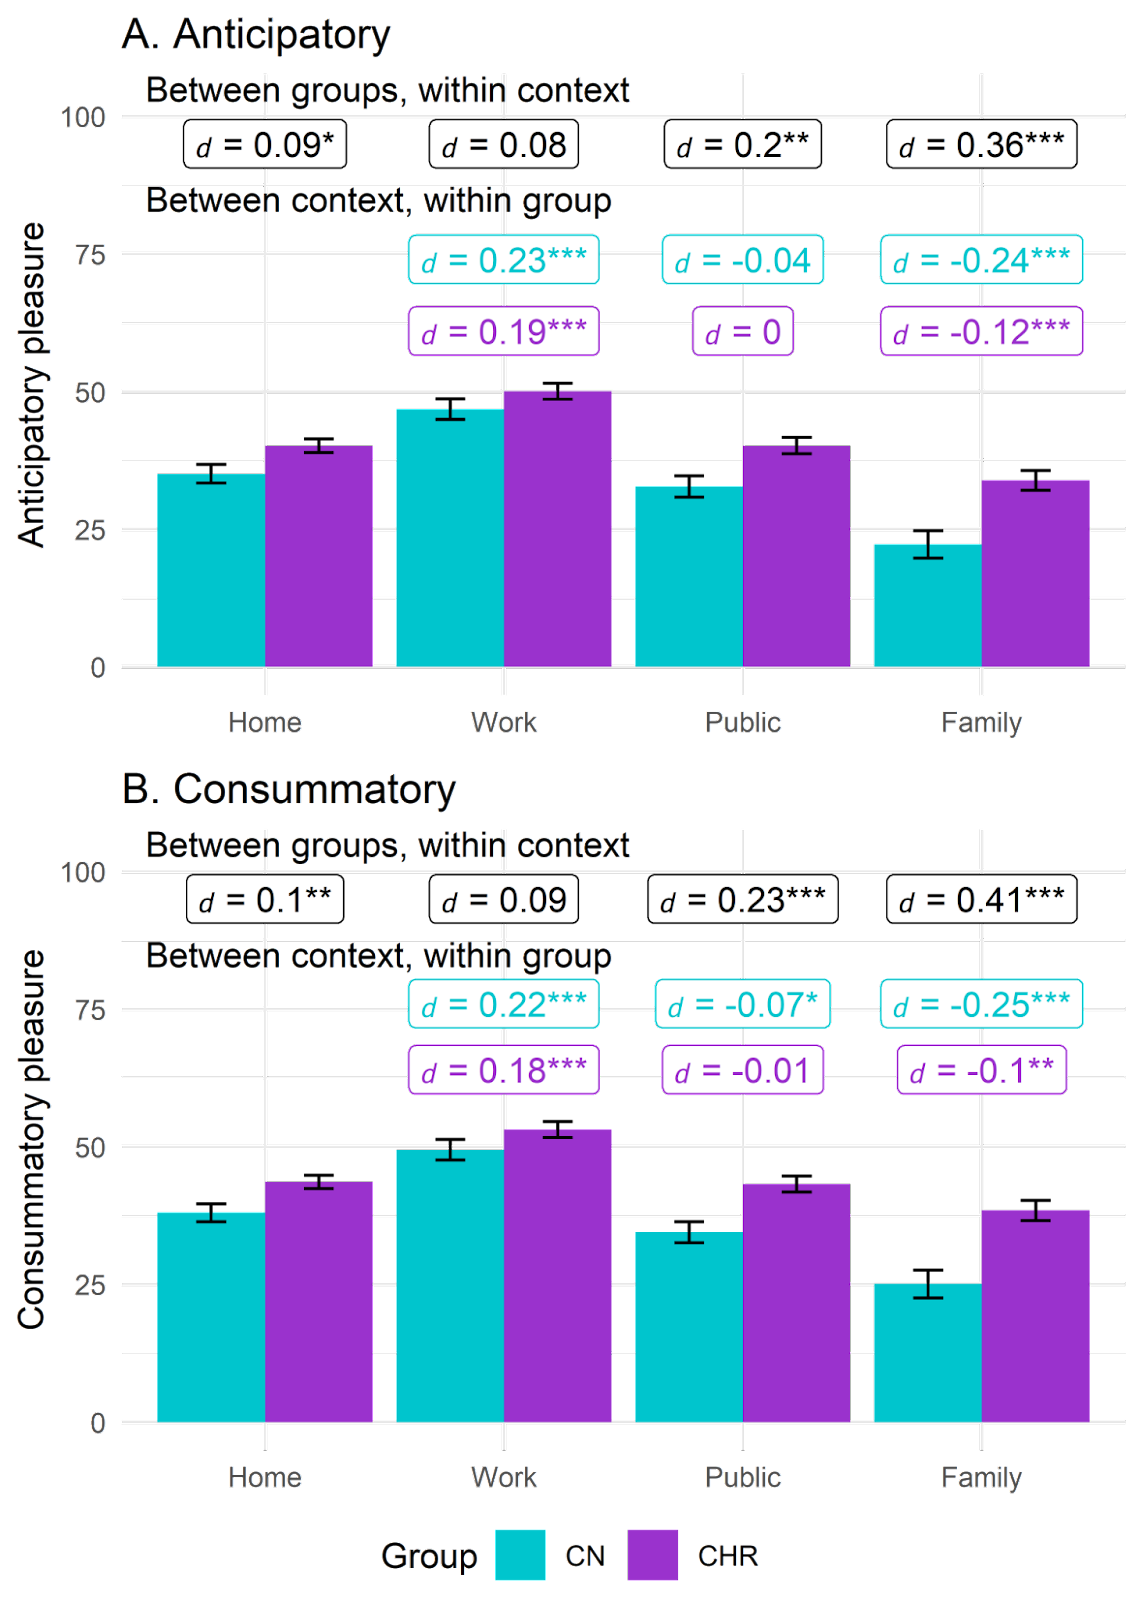 A. Anticipatory
Between groups, within context
100
d = 0.09* d = 0.08 d = 0.2** d = 0.36***
Between context, within group
75
d = 0.23*** d = -0.04 d = -0.24***
d = 0.19*** d = 0 d = -0.12***
Anticipatory pleasure
50
25
0
Home Work Public Family
B. Consummatory
Between groups, within context
100
d = 0.1** d = 0.09 d = 0.23*** d = 0.41***
Between context, within group
75
d = 0.22*** d = -0.07* d = -0.25***
d = 0.18*** d = -0.01 d = -0.1**
Consummatory pleasure
50
25
0
Home Work Public Family
Group CN CHR